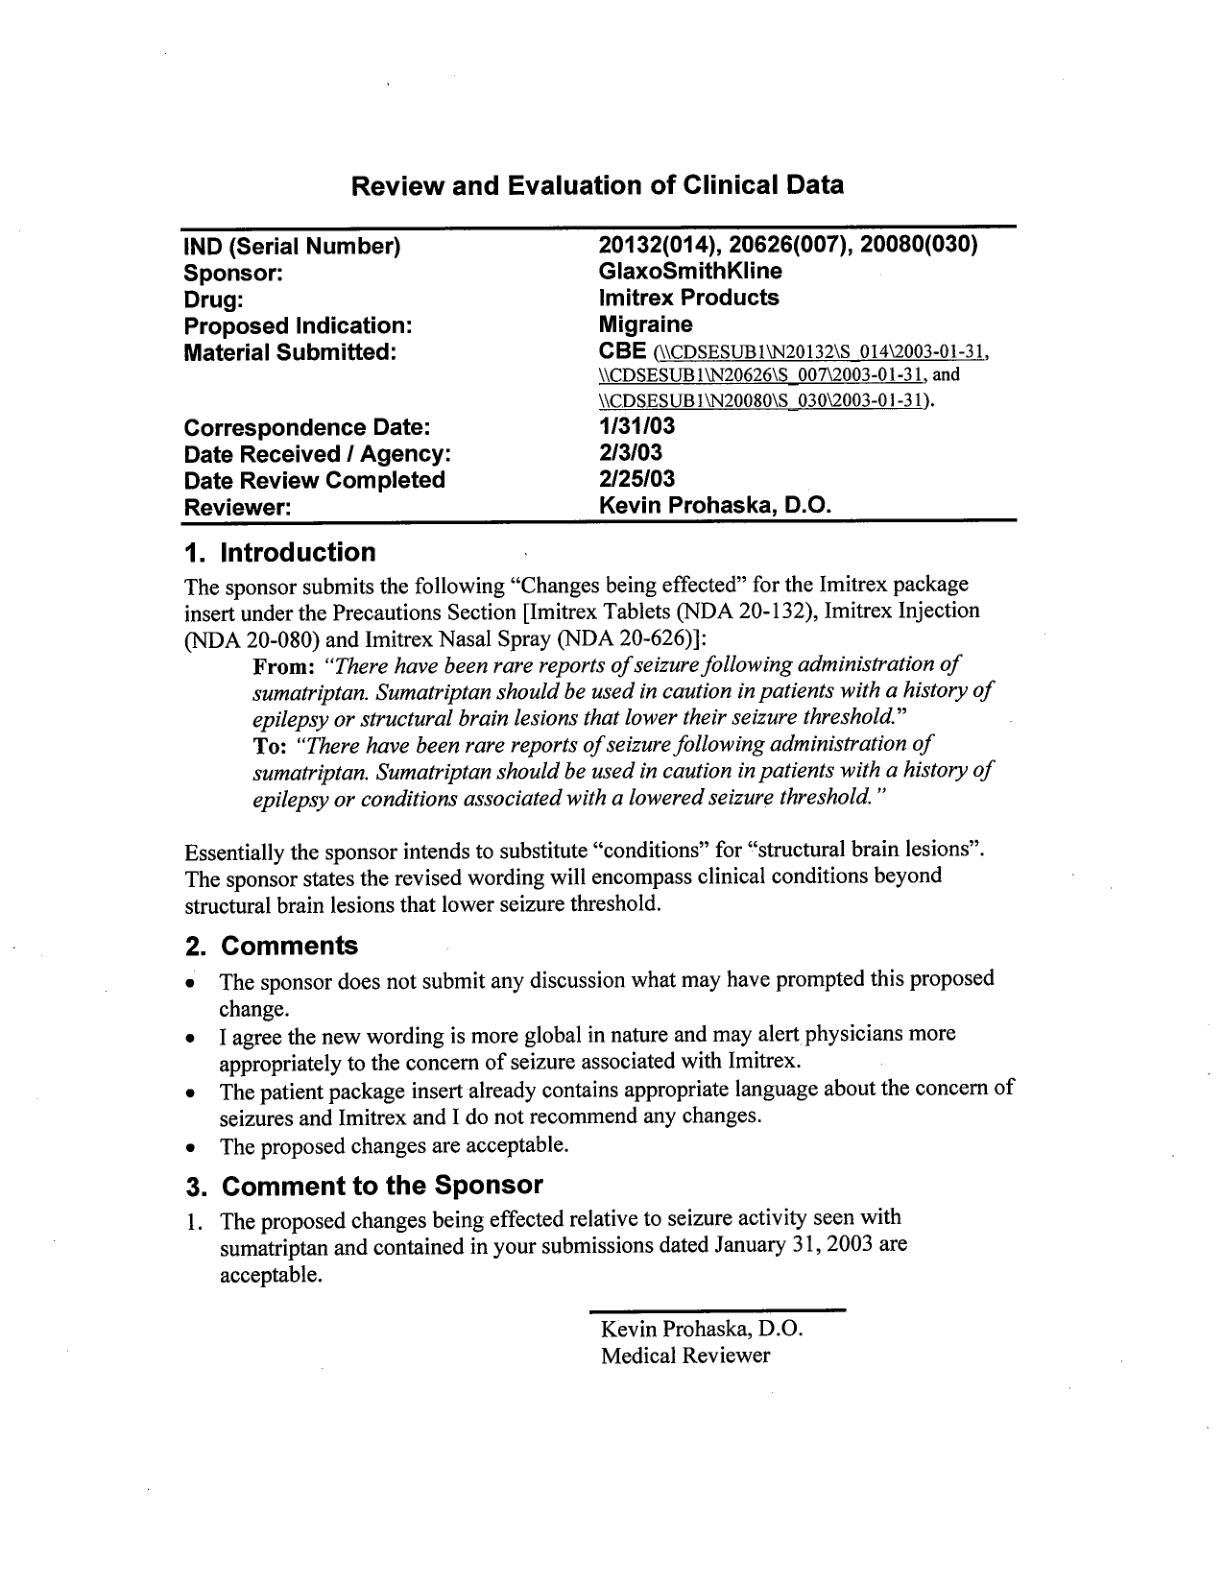 Review and Evaluation of Clinical Data
IND (Serial Number) 20132(014), 20626(007), 20080(030)
Sponsor: GlaxoSmithKline
Drug: Imitrex Products
Proposed Indication: Migraine
Material Submitted: CBE (\\CDSESUB1\N20132\S_014\2003-01-31,
\\CDSESUB1\N20626\S_007\2003-01-31, and
\\CDSESUB1\N20080\S_030\2003-01-31).
Correspondence Date: 1/31/03
Date Received / Agency: 2/3/03
Date Review Completed 2/25/03
Reviewer: Kevin Prohaska, D.O.
1. Introduction
The sponsor submits the following “Changes being effected” for the Imitrex package
insert under the Precautions Section [Imitrex Tablets (NDA 20-132), Imitrex Injection
(NDA 20-080) and Imitrex Nasal Spray (NDA 20-626)]:
From: “There have been rare reports of seizure following administration of
sumatriptan. Sumatriptan should be used in caution in patients with a history of
epilepsy or structural brain lesions that lower their seizure threshold.”
To: “There have been rare reports of seizure following administration of
sumatriptan. Sumatriptan should be used in caution in patients with a history of
epilepsy or conditions associated with a lowered seizure threshold.”
Essentially the sponsor intends to substitute “conditions” for “structural brain lesions”.
The sponsor states the revised wording will encompass clinical conditions beyond
structural brain lesions that lower seizure threshold.
2. Comments
• The sponsor does not submit any discussion what may have prompted this proposed
change.
• I agree the new wording is more global in nature and may alert physicians more
appropriately to the concern of seizure associated with Imitrex.
• The patient package insert already contains appropriate language about the concern of
seizures and Imitrex and I do not recommend any changes.
• The proposed changes are acceptable.
3. Comment to the Sponsor
1. The proposed changes being effected relative to seizure activity seen with
sumatriptan and contained in your submissions dated January 31, 2003 are
acceptable.
Kevin Prohaska, D.O.
Medical Reviewer